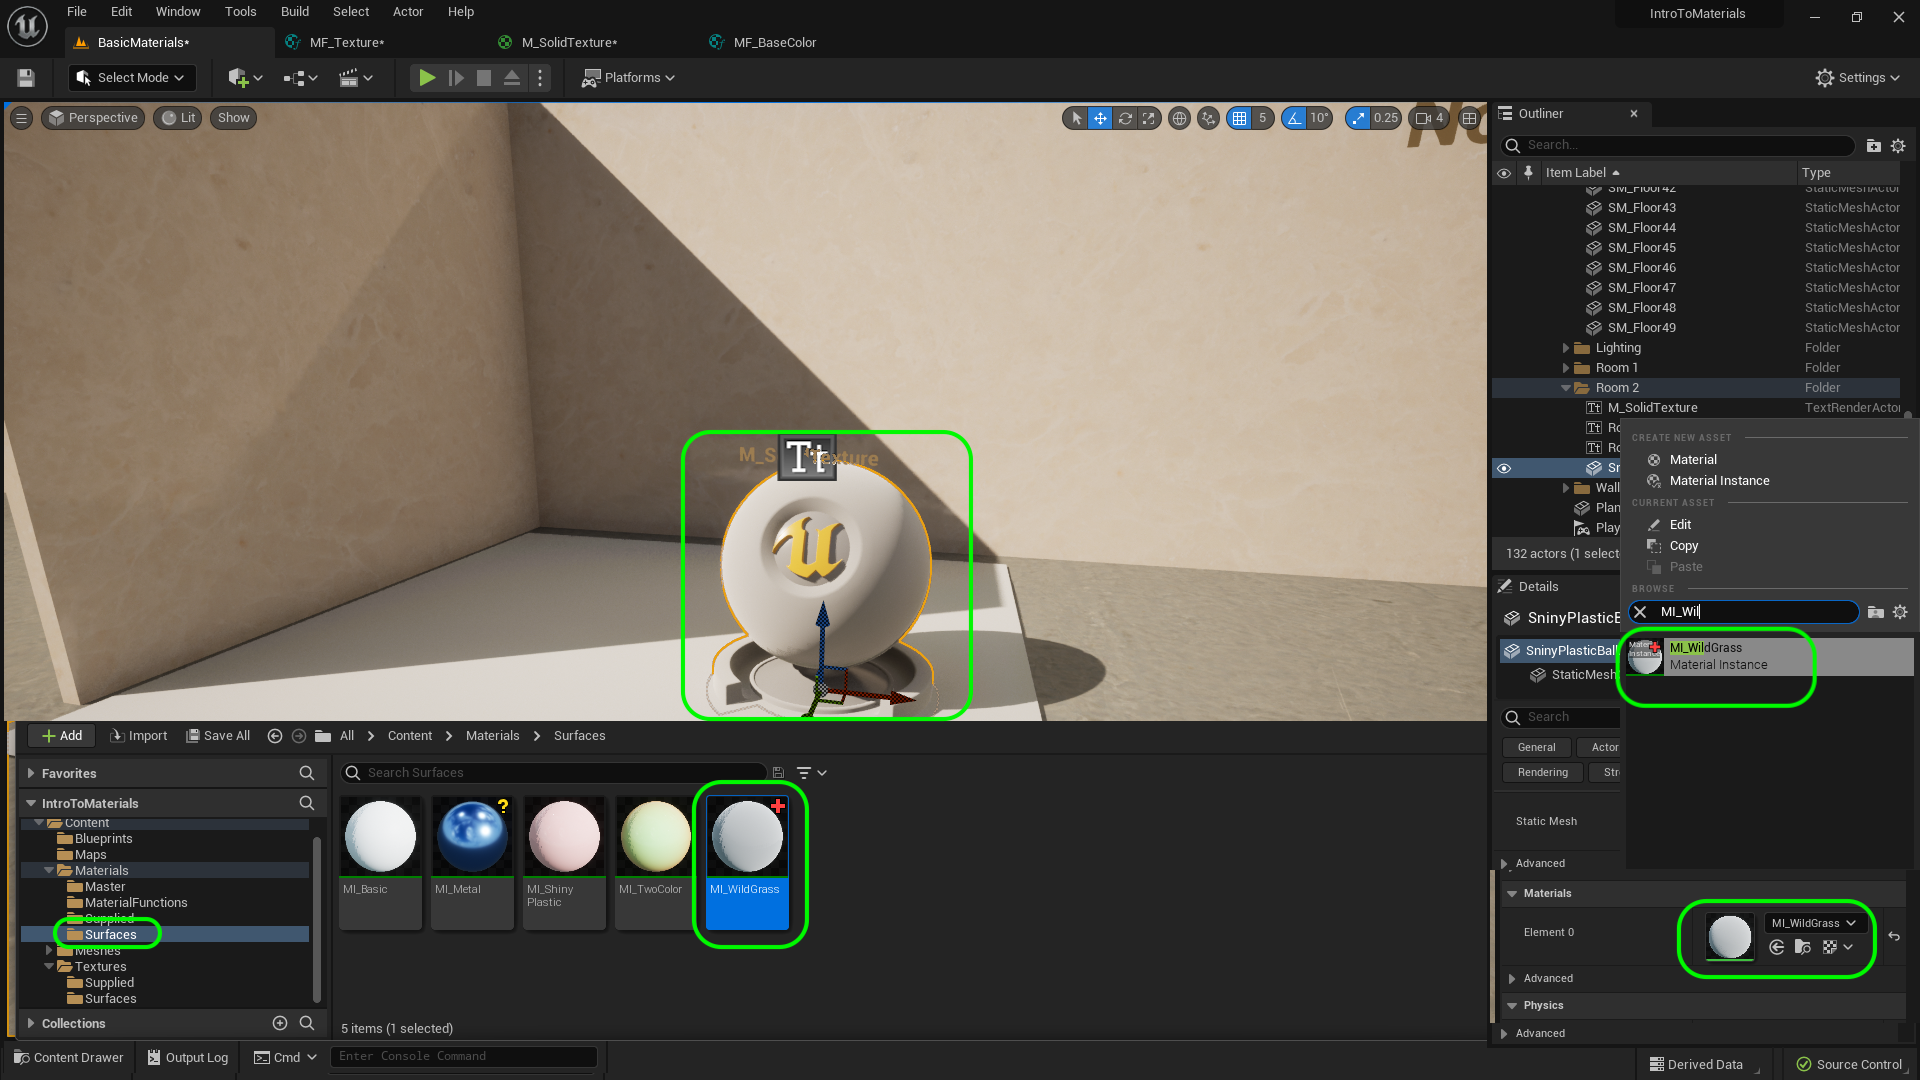 File Edit Window Tools Build Select Actor Help
IntroToMaterials
BasicMaterials*
MF_Texture*
M_SolidTexture*
MF_BaseColor
Select Mode
Platforms
Settings
Perspective
Lit
Show
5
10°
0.25
4
Outliner
Search...
Item Label
Type
SM_Floor42 StaticMeshActor
SM_Floor43 StaticMeshActor
SM_Floor44 StaticMeshActor
SM_Floor45 StaticMeshActor
SM_Floor46 StaticMeshActor
SM_Floor47 StaticMeshActor
SM_Floor48 StaticMeshActor
SM_Floor49 StaticMeshActor
Lighting Folder
Room 1 Folder
Room 2 Folder
M_SolidTexture TextRenderActo
Ro
Ro
Sn
Wall
Plan
Play
132 actors (1 select
CREATE NEW ASSET
Material
Material Instance
CURRENT ASSET
Edit
Copy
Paste
BROWSE
MI_Wil
MI_WildGrass
Material Instance
Details
SninyPlasticB
SninyPlasticBall
StaticMesh
Search
General
Actor
Rendering
Str
Static Mesh
Advanced
Materials
Element 0
MI_WildGrass
Advanced
Physics
Advanced
M_S Tt exture
Add
Import
Save All
All > Content > Materials > Surfaces
Favorites
Search Surfaces
IntroToMaterials
Content
Blueprints
Maps
Materials
Master
MaterialFunctions
Supplied
Surfaces
Meshes
Textures
Supplied
Surfaces
Collections
MI_Basic
MI_Metal
MI_Shiny
Plastic
MI_TwoColor
MI_WildGrass
5 items (1 selected)
Content Drawer
Output Log
Cmd
Enter Console Command
Derived Data
Source Control